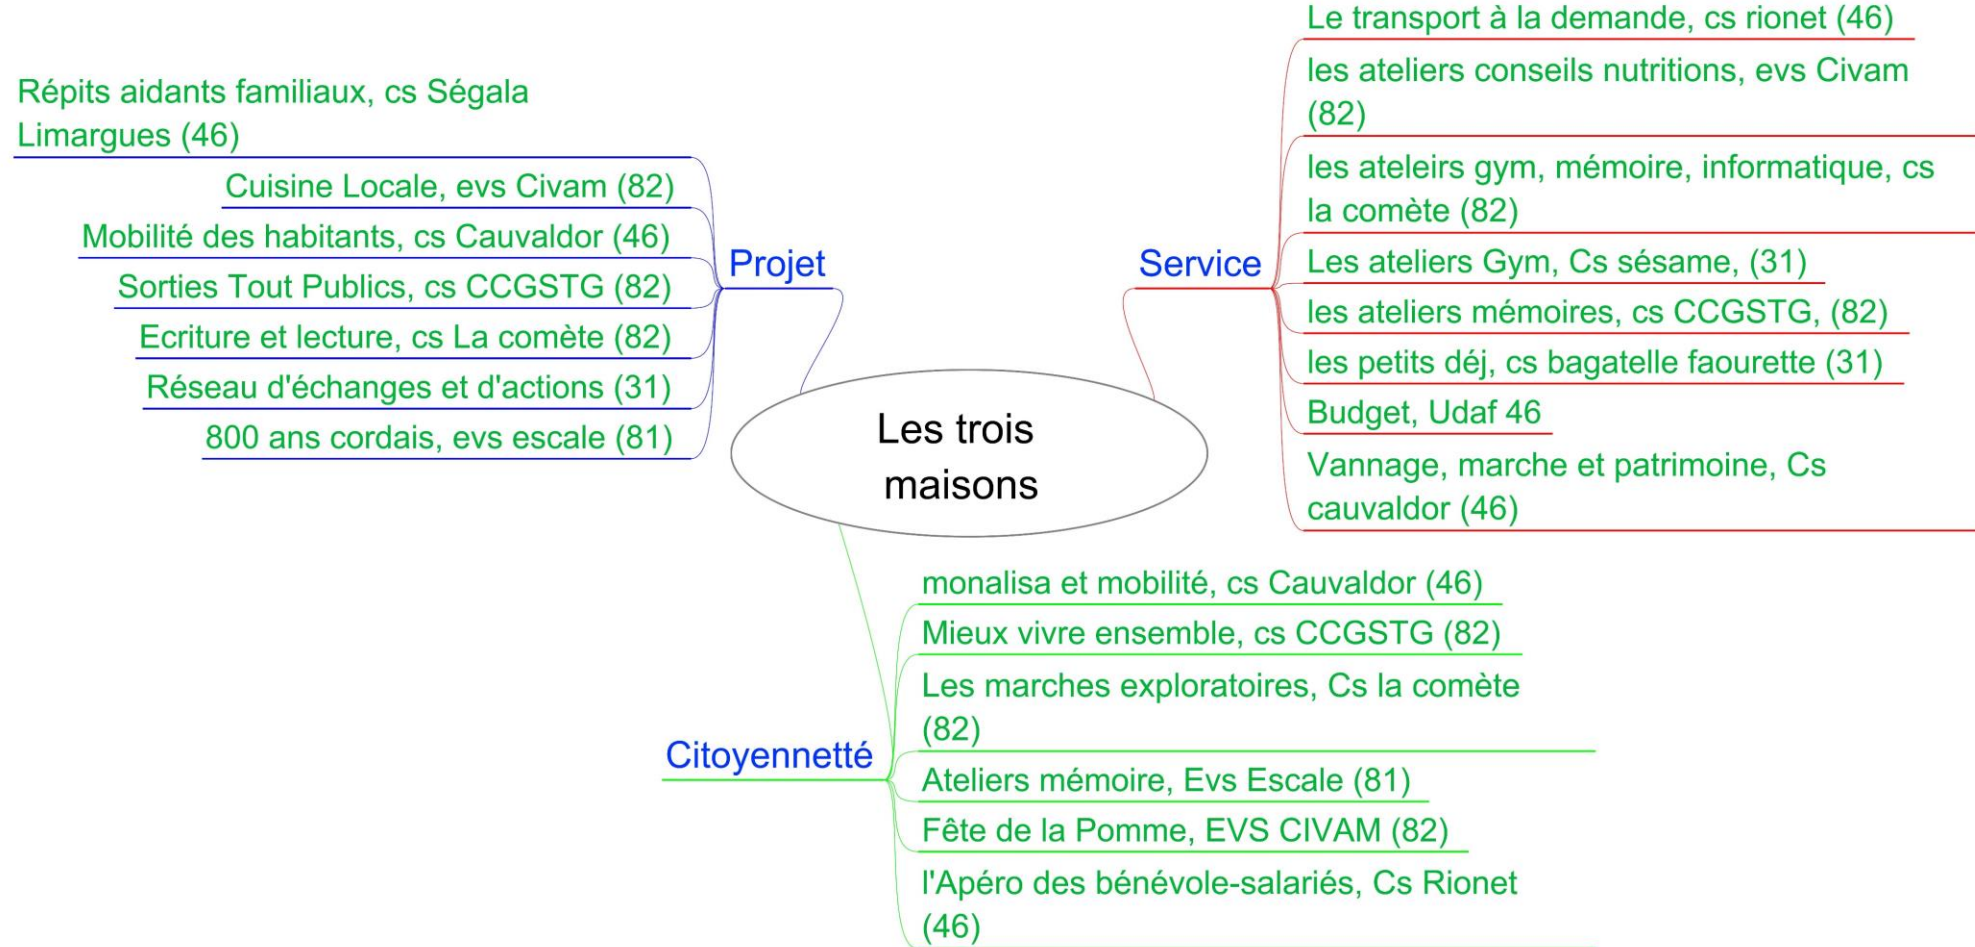 Les trois
maisons
Projet
Répits aidants familiaux, cs Ségala
Limargues (46)
Cuisine Locale, evs Civam (82)
Mobilité des habitants, cs Cauvaldor (46)
Sorties Tout Publics, cs CCGSTG (82)
Ecriture et lecture, cs La comète (82)
Réseau d'échanges et d'actions (31)
800 ans cordais, evs escale (81)
Service
Le transport à la demande, cs rionet (46)
les ateliers conseils nutritions, evs Civam
(82)
les ateleirs gym, mémoire, informatique, cs
la comète (82)
Les ateliers Gym, Cs sésame, (31)
les ateliers mémoires, cs CCGSTG, (82)
les petits déj, cs bagatelle faourette (31)
Budget, Udaf 46
Vannage, marche et patrimoine, Cs
cauvaldor (46)
Citoyennetté
monalisa et mobilité, cs Cauvaldor (46)
Mieux vivre ensemble, cs CCGSTG (82)
Les marches exploratoires, Cs la comète
(82)
Ateliers mémoire, Evs Escale (81)
Fête de la Pomme, EVS CIVAM (82)
l'Apéro des bénévole-salariés, Cs Rionet
(46)